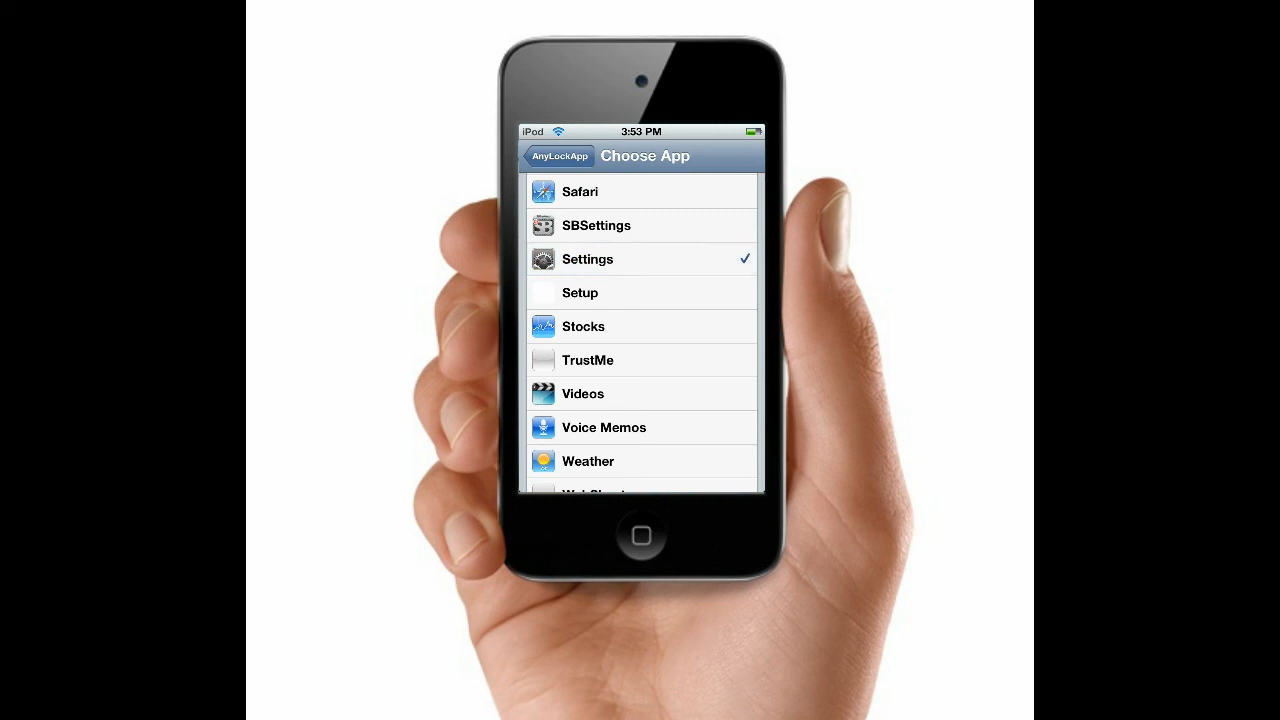 iPod 3:53 PM
AnyLockApp Choose App
Safari
SBSettings
Settings
Setup
Stocks
TrustMe
Videos
Voice Memos
Weather